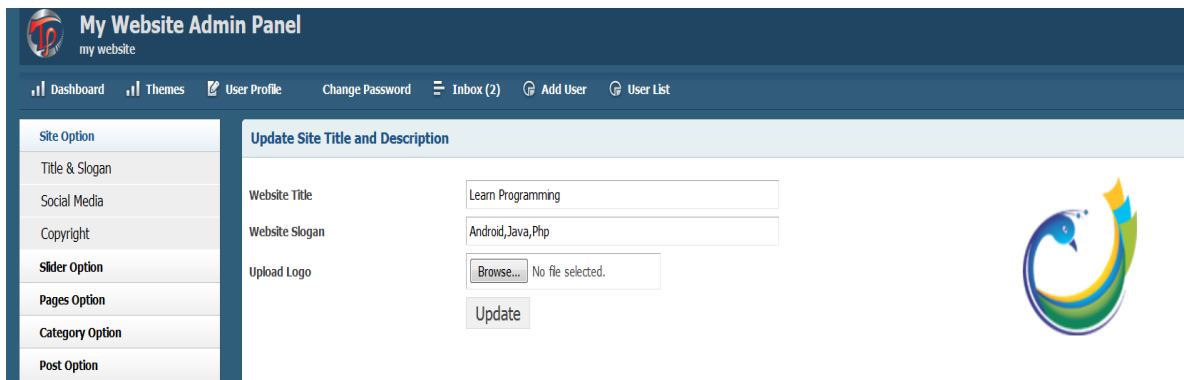 My Website Admin Panel
my website
Dashboard Themes User Profile Change Password Inbox (2) Add User User List
Site Option
Title & Slogan
Social Media
Copyright
Slider Option
Pages Option
Category Option
Post Option
Update Site Title and Description
Website Title Learn Programming
Website Slogan Android,Java,Php
Upload Logo Browse... No file selected.
Update